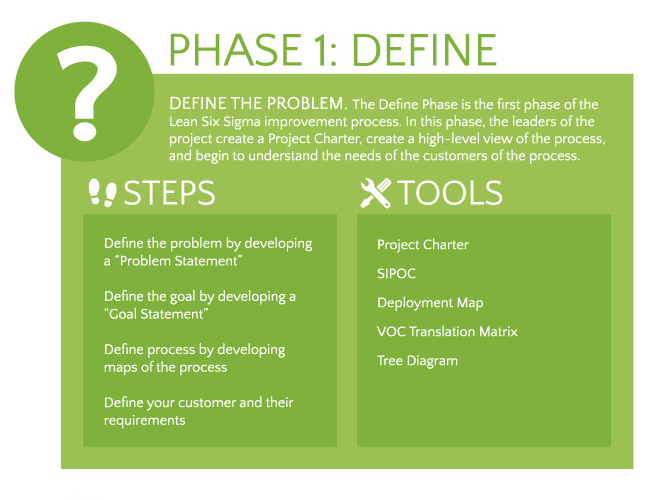 ?
PHASE 1: DEFINE
DEFINE THE PROBLEM. The Define Phase is the first phase of the
Lean Six Sigma improvement process. In this phase, the leaders of the
project create a Project Charter, create a high-level view of the process,
and begin to understand the needs of the customers of the process.
STEPS
Define the problem by developing
a “Problem Statement”
Define the goal by developing a
“Goal Statement”
Define process by developing
maps of the process
Define your customer and their
requirements
TOOLS
Project Charter
SIPOC
Deployment Map
VOC Translation Matrix
Tree Diagram